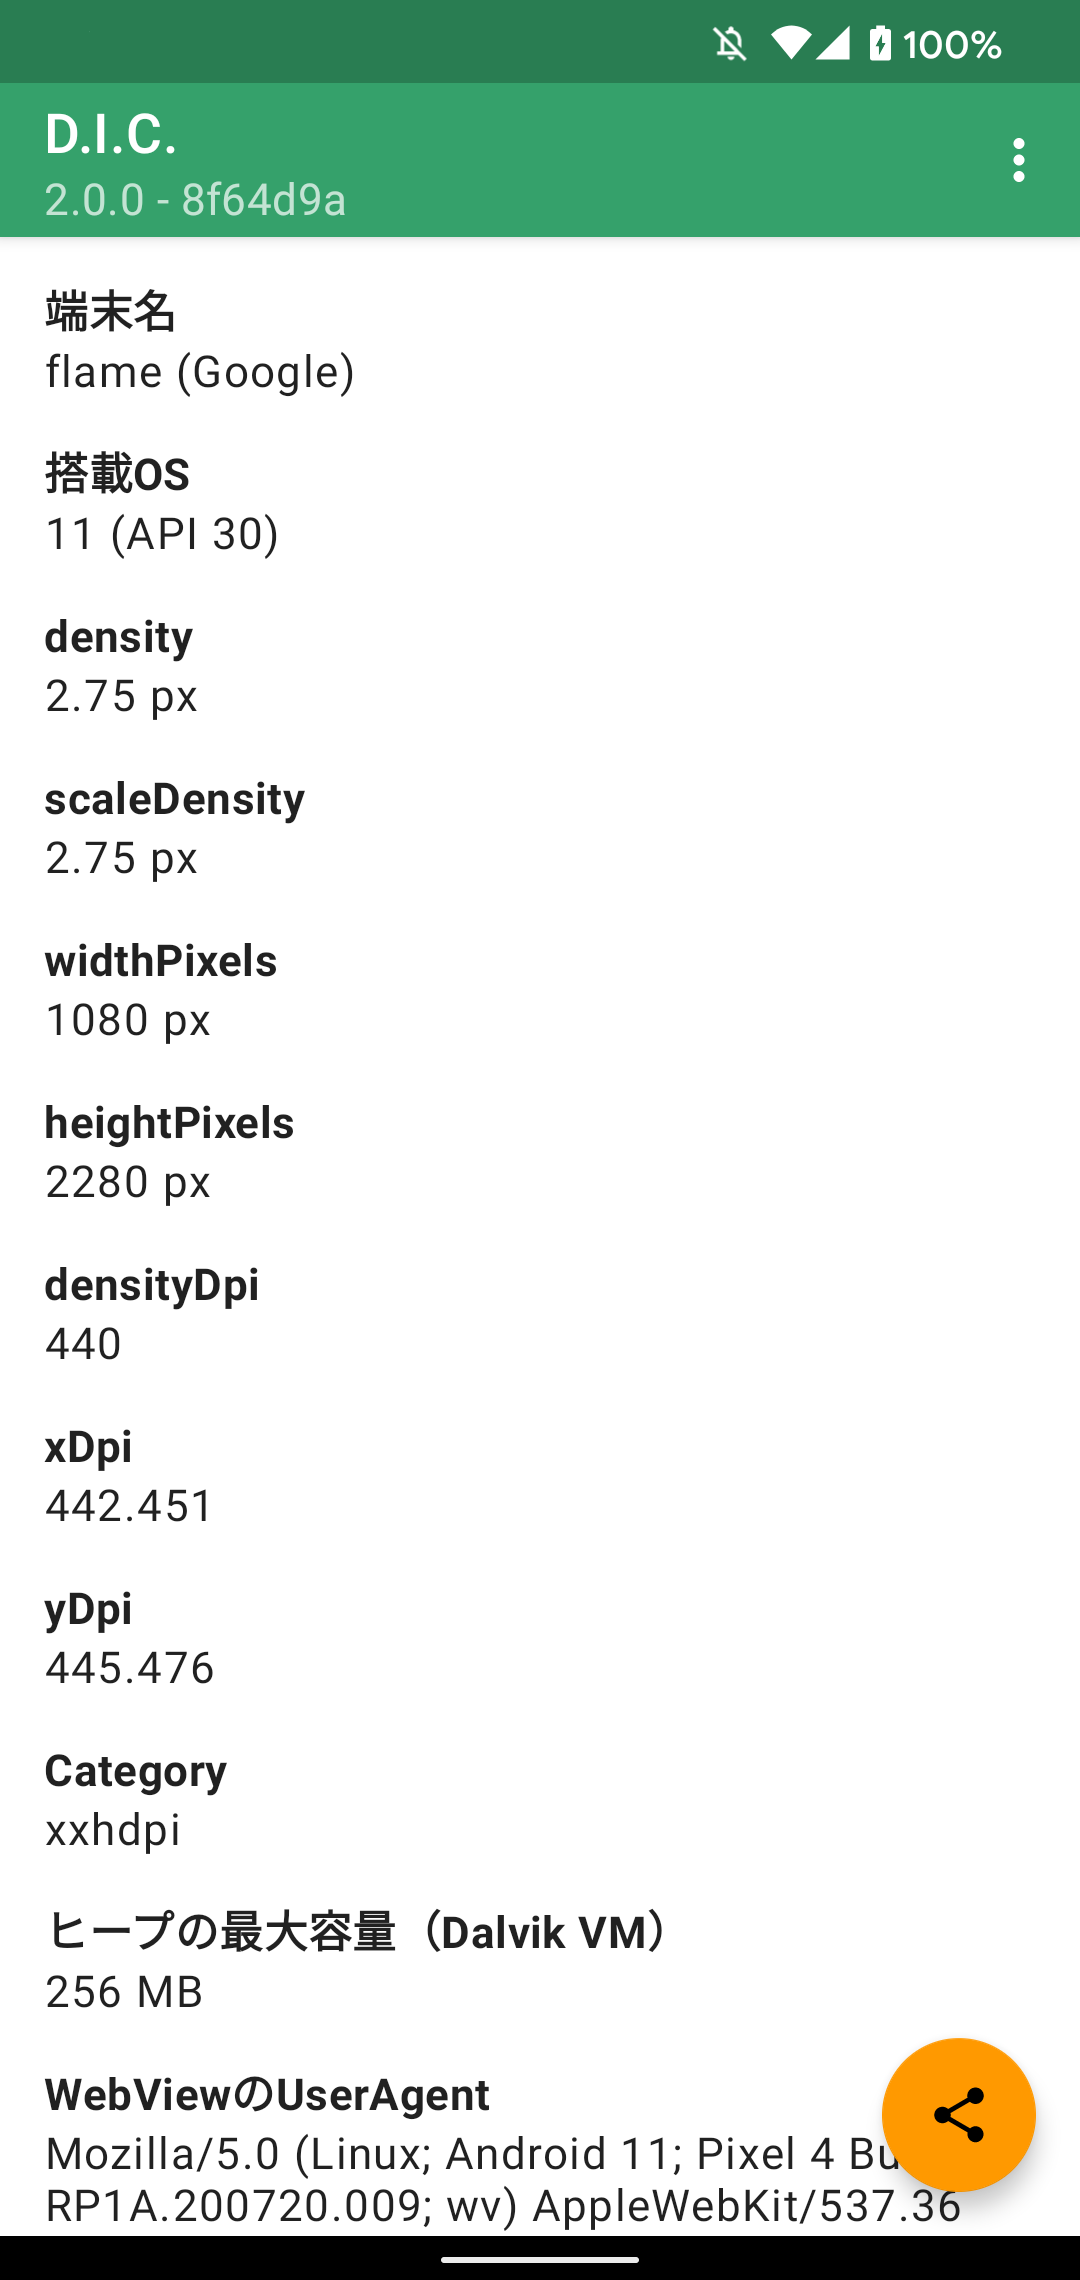 100%
D.I.C.
2.0.0 - 8f64d9a
端末名
flame (Google)
搭載OS
11 (API 30)
density
2.75 px
scaleDensity
2.75 px
widthPixels
1080 px
heightPixels
2280 px
densityDpi
440
xDpi
442.451
yDpi
445.476
Category
xxhdpi
ヒープの最大容量（Dalvik VM）
256 MB
WebViewのUserAgent
Mozilla/5.0 (Linux; Android 11; Pixel 4
RP1A.200720.009; wv) AppleWebKit/537.36